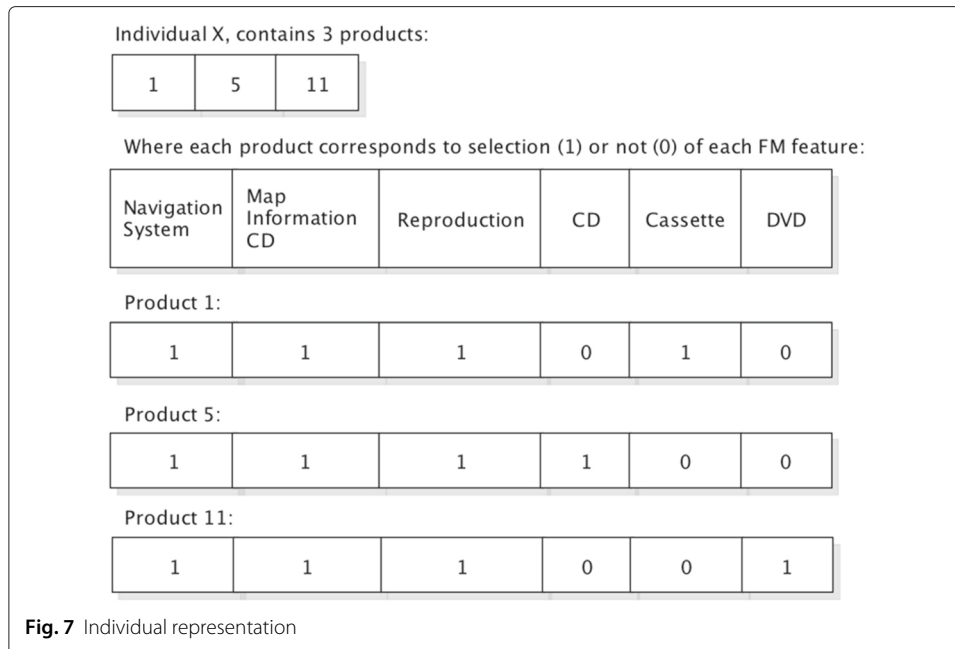 Individual X, contains 3 products:
1 5 11
Where each product corresponds to selection (1) or not (0) of each FM feature:
Navigation System Map Information CD Reproduction CD Cassette DVD
Product 1:
1 1 1 0 1 0
Product 5:
1 1 1 1 0 0
Product 11:
1 1 1 0 0 1
Fig. 7 Individual representation